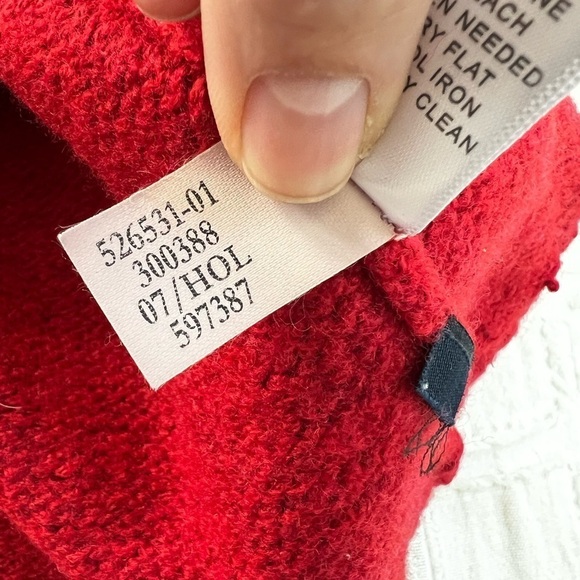 526531-01
300388
07/HOL
597387
NEEDED
FLAT
IRON
CLEAN